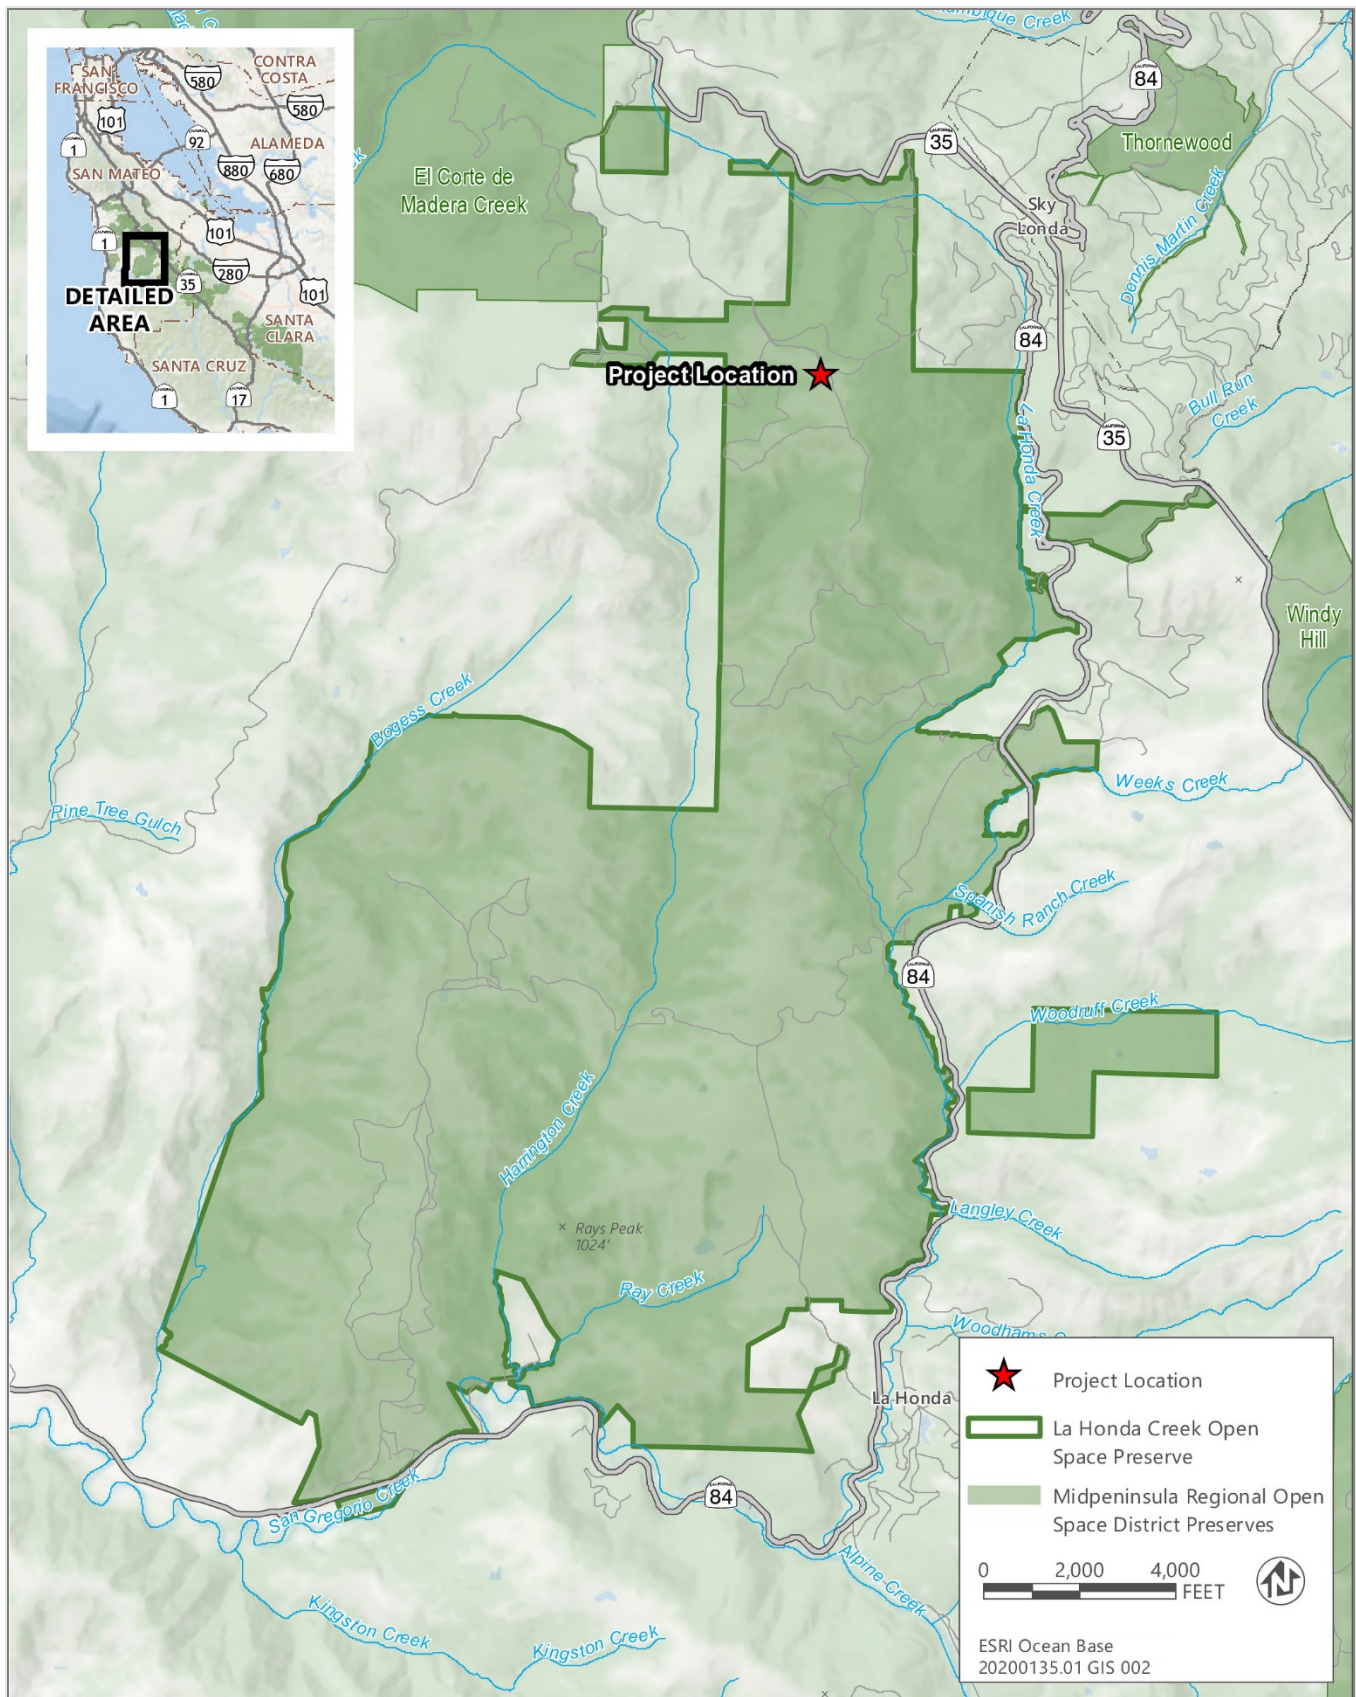 CONTRA
COSTA
SAN
FRANCISCO
580
580
101
1
92
ALAMEDA
880
680
SAN MATEO
101
1
280
35
101
DETAILED
AREA
SANTA
CLARA
SANTA CRUZ
1
17
El Corte de
Madera Creek
84
35
Thornewood
Sky
Londa
Dennis Martin Creek
84
Project Location
Bull Run
Creek
35
La Honda Creek
Windy
Hill
Bogess Creek
Weeks Creek
Pine Tree Gulch
Spanish Ranch Creek
84
Woodruff Creek
Harrington Creek
Langley Creek
Rays Peak
1024'
Ray Creek
La Honda
84
San Gregorio Creek
Alpine Creek
Kingston Creek
Kingston Creek
Project Location
La Honda Creek Open
Space Preserve
Midpeninsula Regional Open
Space District Preserves
0 2,000 4,000
FEET
N
ESRI Ocean Base
20200135.01 GIS 002